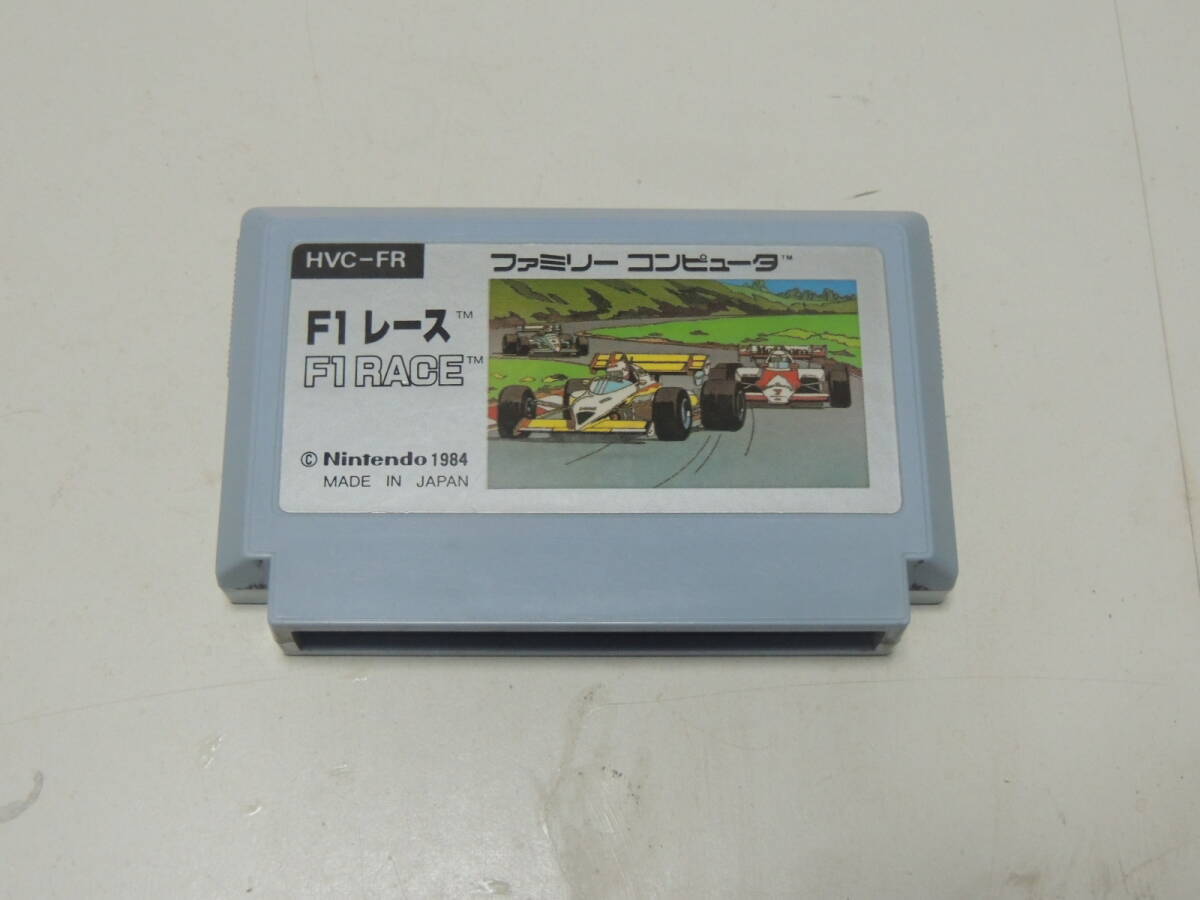 HVC-FR
ファミリー コンピュータ™
F1 レース™
F1 RACE™
© Nintendo 1984
MADE IN JAPAN